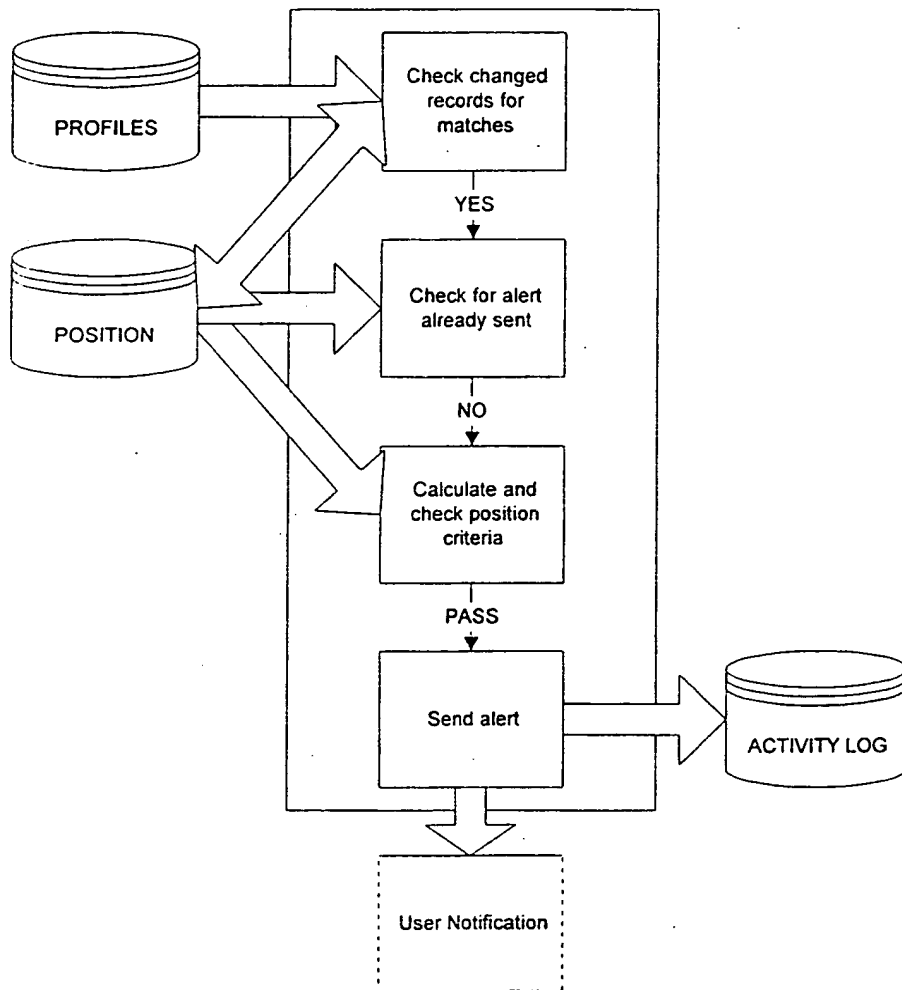 PROFILES
Check changed
records for
matches
YES
POSITION
Check for alert
already sent
NO
Calculate and
check position
criteria
PASS
Send alert
ACTIVITY LOG
User Notification